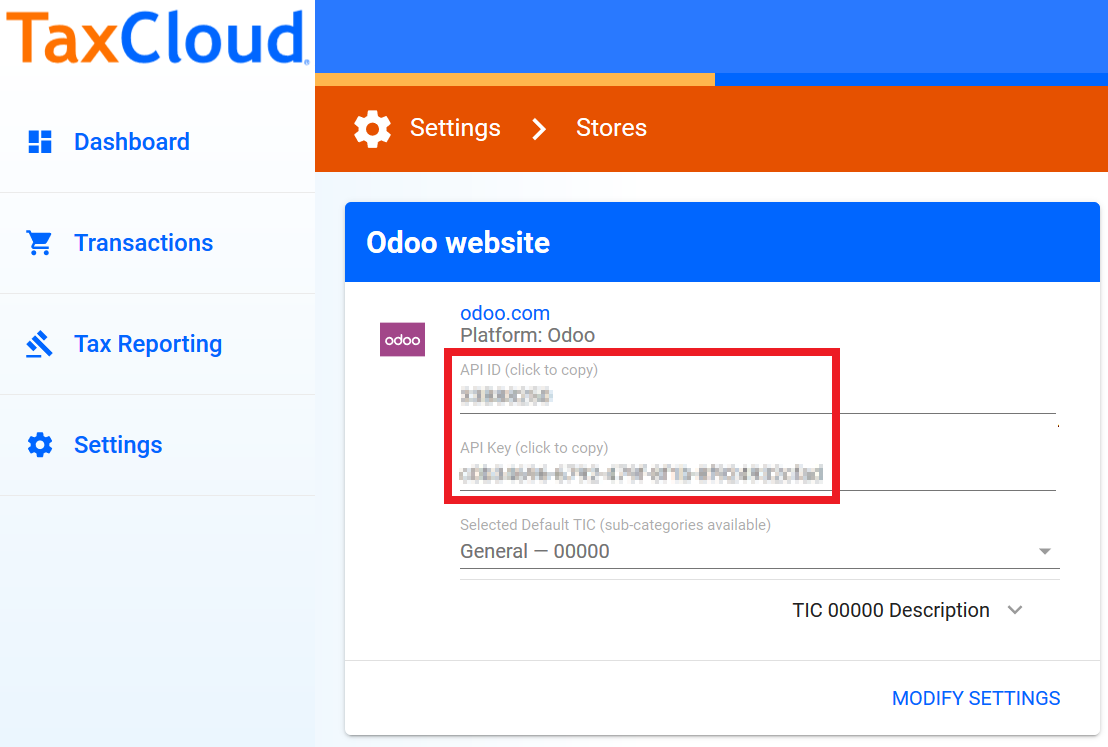 TaxCloud®
Dashboard
Transactions
Tax Reporting
Settings
Settings > Stores
Odoo website
odoo
odoo.com
Platform: Odoo
API ID (click to copy)
API Key (click to copy)
Selected Default TIC (sub-categories available)
General — 00000
TIC 00000 Description
MODIFY SETTINGS